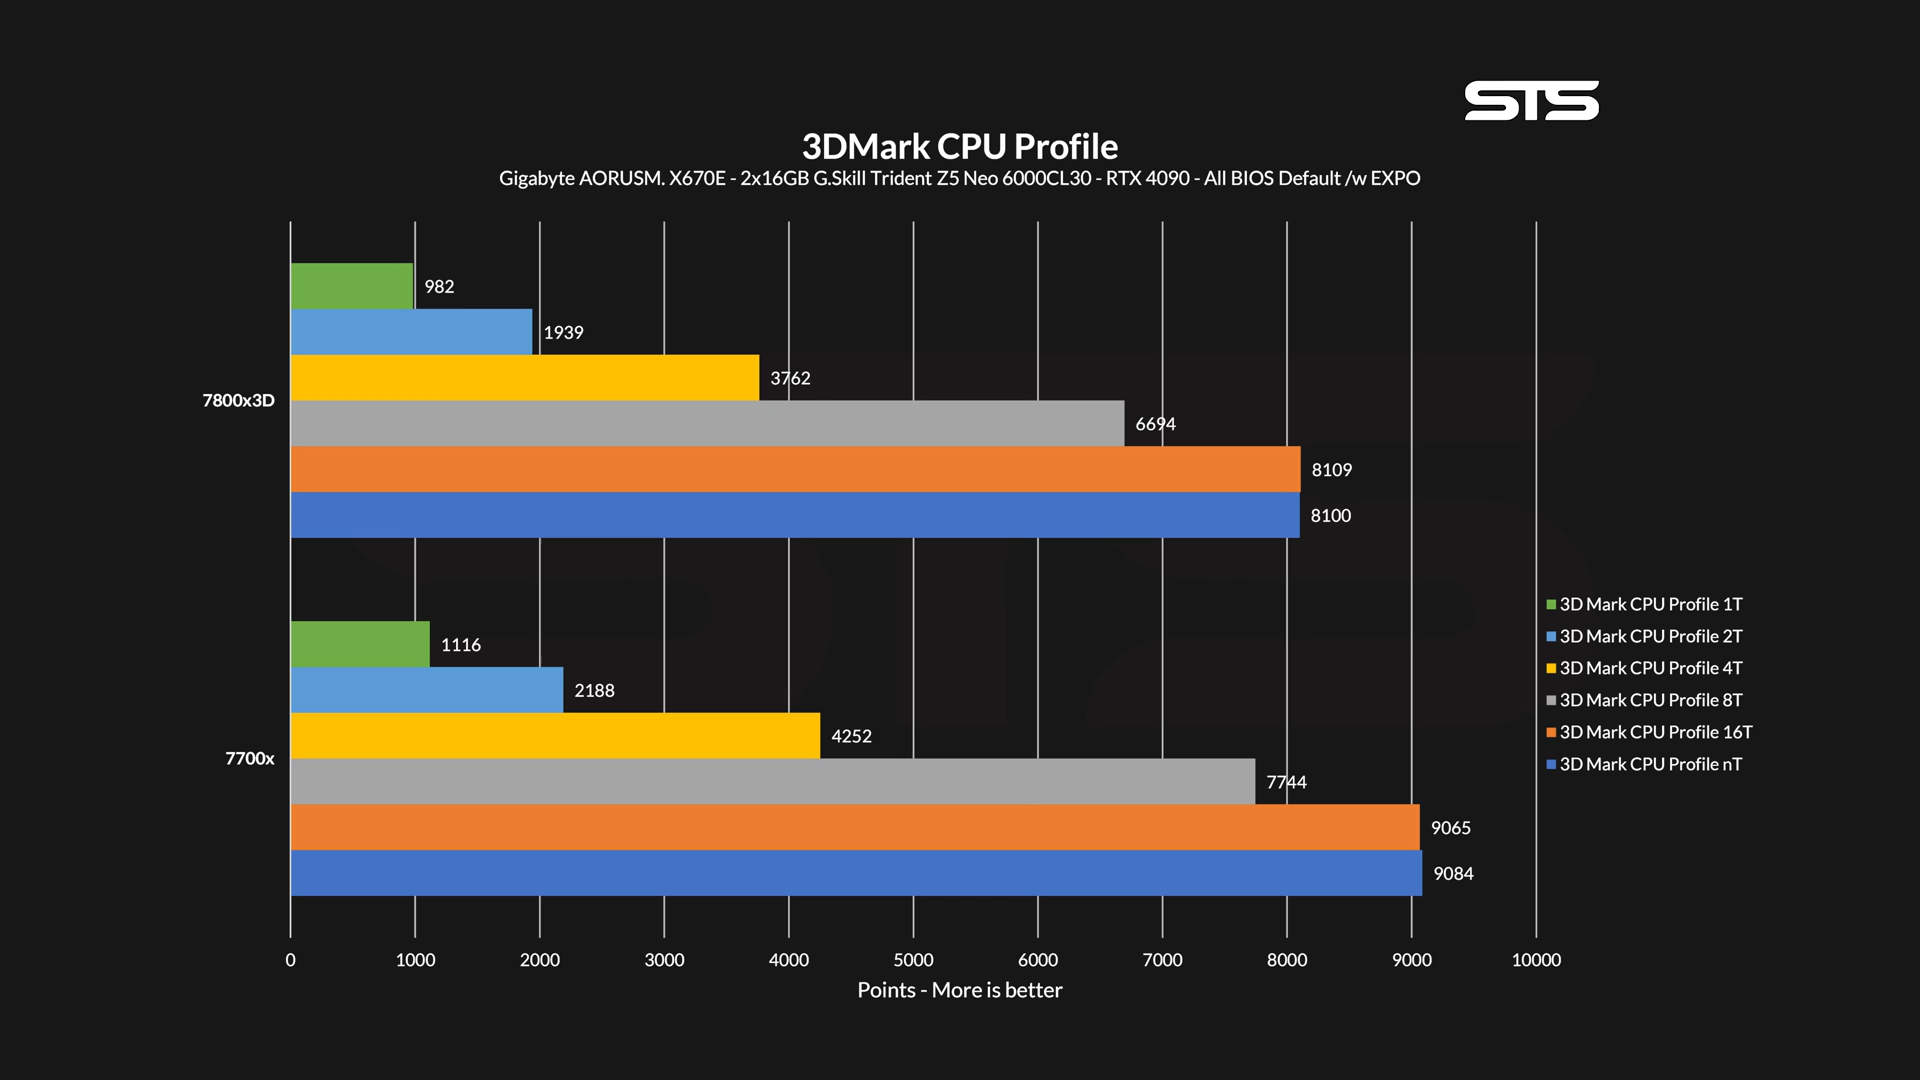 STS
3DMark CPU Profile
Gigabyte AORUSM. X670E - 2x16GB G.Skill Trident Z5 Neo 6000CL30 - RTX 4090 - All BIOS Default /w EXPO
982
1939
3762
7800x3D
6694
8109
8100
1116
2188
4252
7700x
7744
9065
9084
3D Mark CPU Profile 1T
3D Mark CPU Profile 2T
3D Mark CPU Profile 4T
3D Mark CPU Profile 8T
3D Mark CPU Profile 16T
3D Mark CPU Profile nT
0 1000 2000 3000 4000 5000 6000 7000 8000 9000 10000
Points - More is better